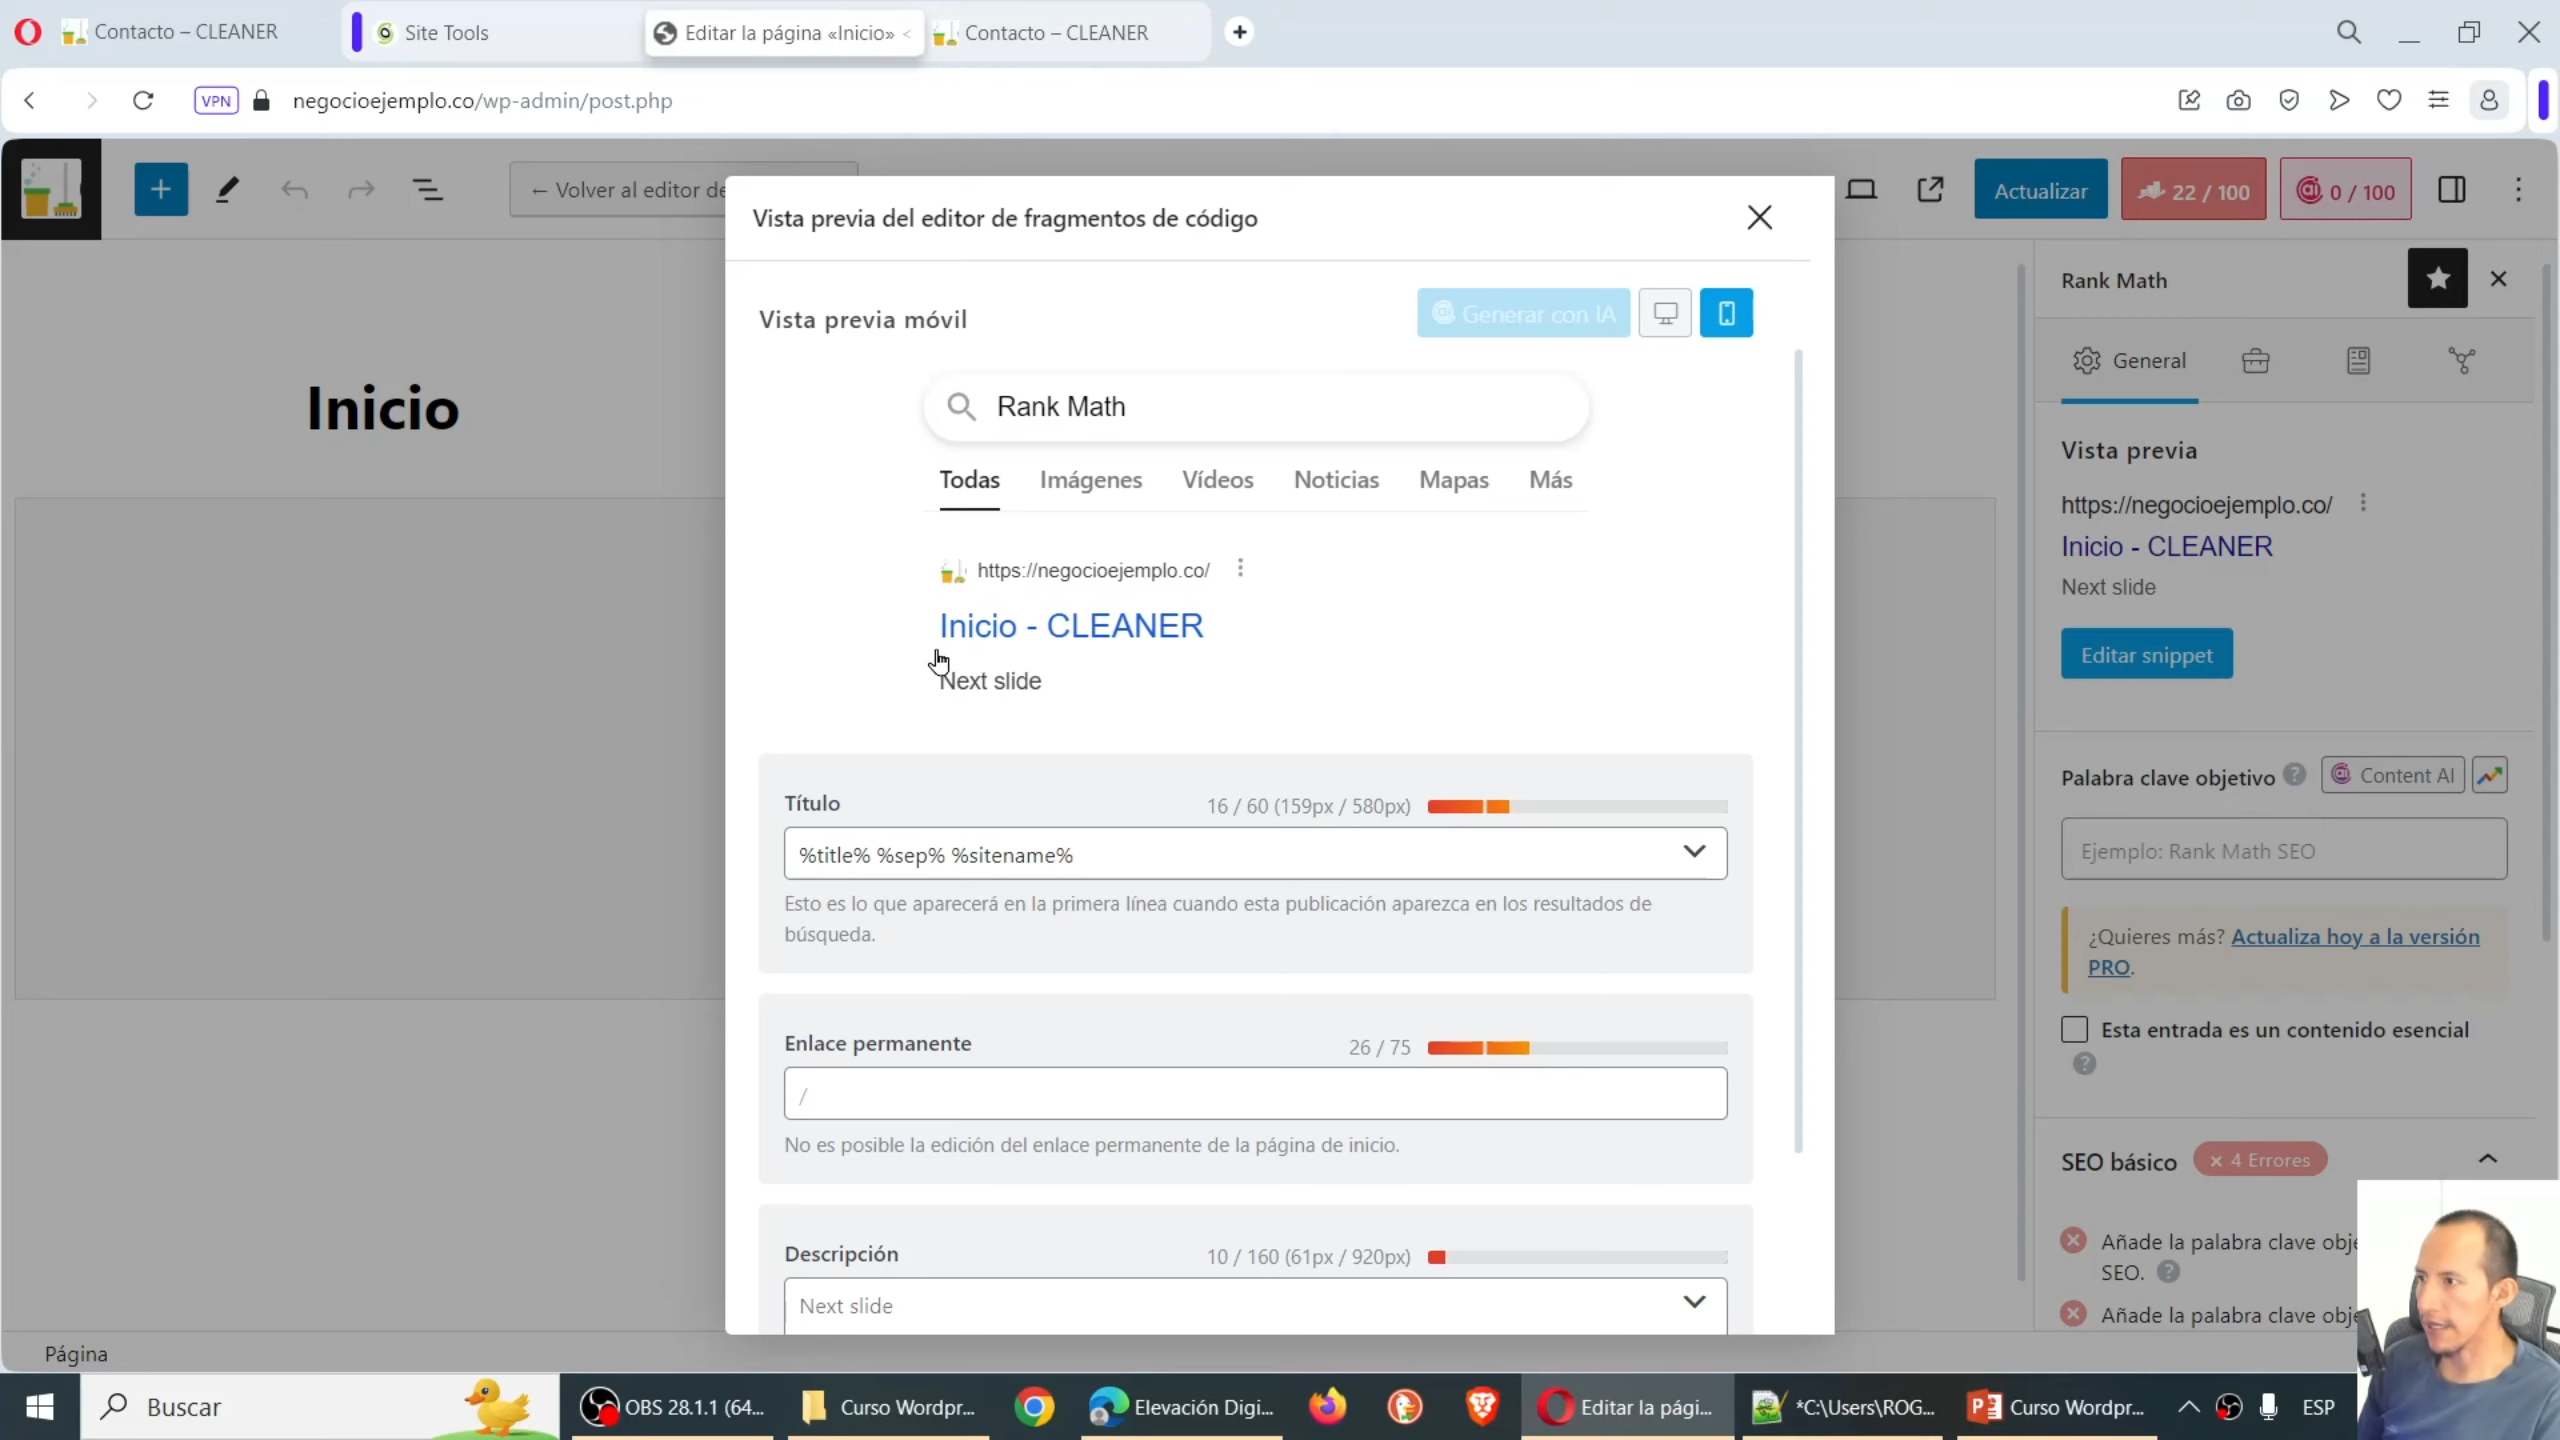 Contacto – CLEANER
Site Tools
Editar la página «Inicio» <
Contacto – CLEANER
VPN
negocioejemplo.co/wp-admin/post.php
← Volver al editor de
Actualizar
22 / 100
0 / 100
Vista previa del editor de fragmentos de código
Rank Math
Vista previa móvil
Generar con IA
General
Rank Math
Inicio
Todas
Imágenes
Vídeos
Noticias
Mapas
Más
Vista previa
https://negocioejemplo.co/
Inicio - CLEANER
Next slide
https://negocioejemplo.co/
Inicio - CLEANER
Next slide
Editar snippet
Título
16 / 60 (159px / 580px)
%title% %sep% %sitename%
Esto es lo que aparecerá en la primera línea cuando esta publicación aparezca en los resultados de
búsqueda.
Palabra clave objetivo
Content AI
Ejemplo: Rank Math SEO
¿Quieres más? Actualiza hoy a la versión
PRO.
Esta entrada es un contenido esencial
Enlace permanente
26 / 75
/
No es posible la edición del enlace permanente de la página de inicio.
SEO básico
× 4 Errores
Añade la palabra clave obje
SEO.
Añade la palabra clave obje
Descripción
10 / 160 (61px / 920px)
Next slide
Página
Buscar
OBS 28.1.1 (64...
Curso Wordpr...
Elevación Digi...
Editar la pági...
*C:\Users\ROG...
Curso Wordpr...
ESP